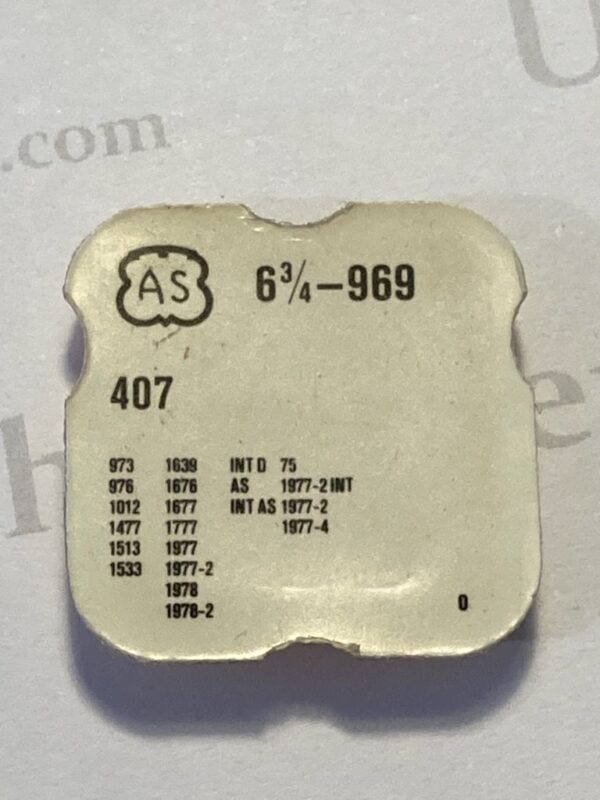 .com
AS 6¾-969
407
973 1639 INT D 75
976 1676 AS 1977-2 INT
1012 1677 INT AS 1977-2
1477 1777 1977-4
1513 1977
1533 1977-2
1978
1978-2
0